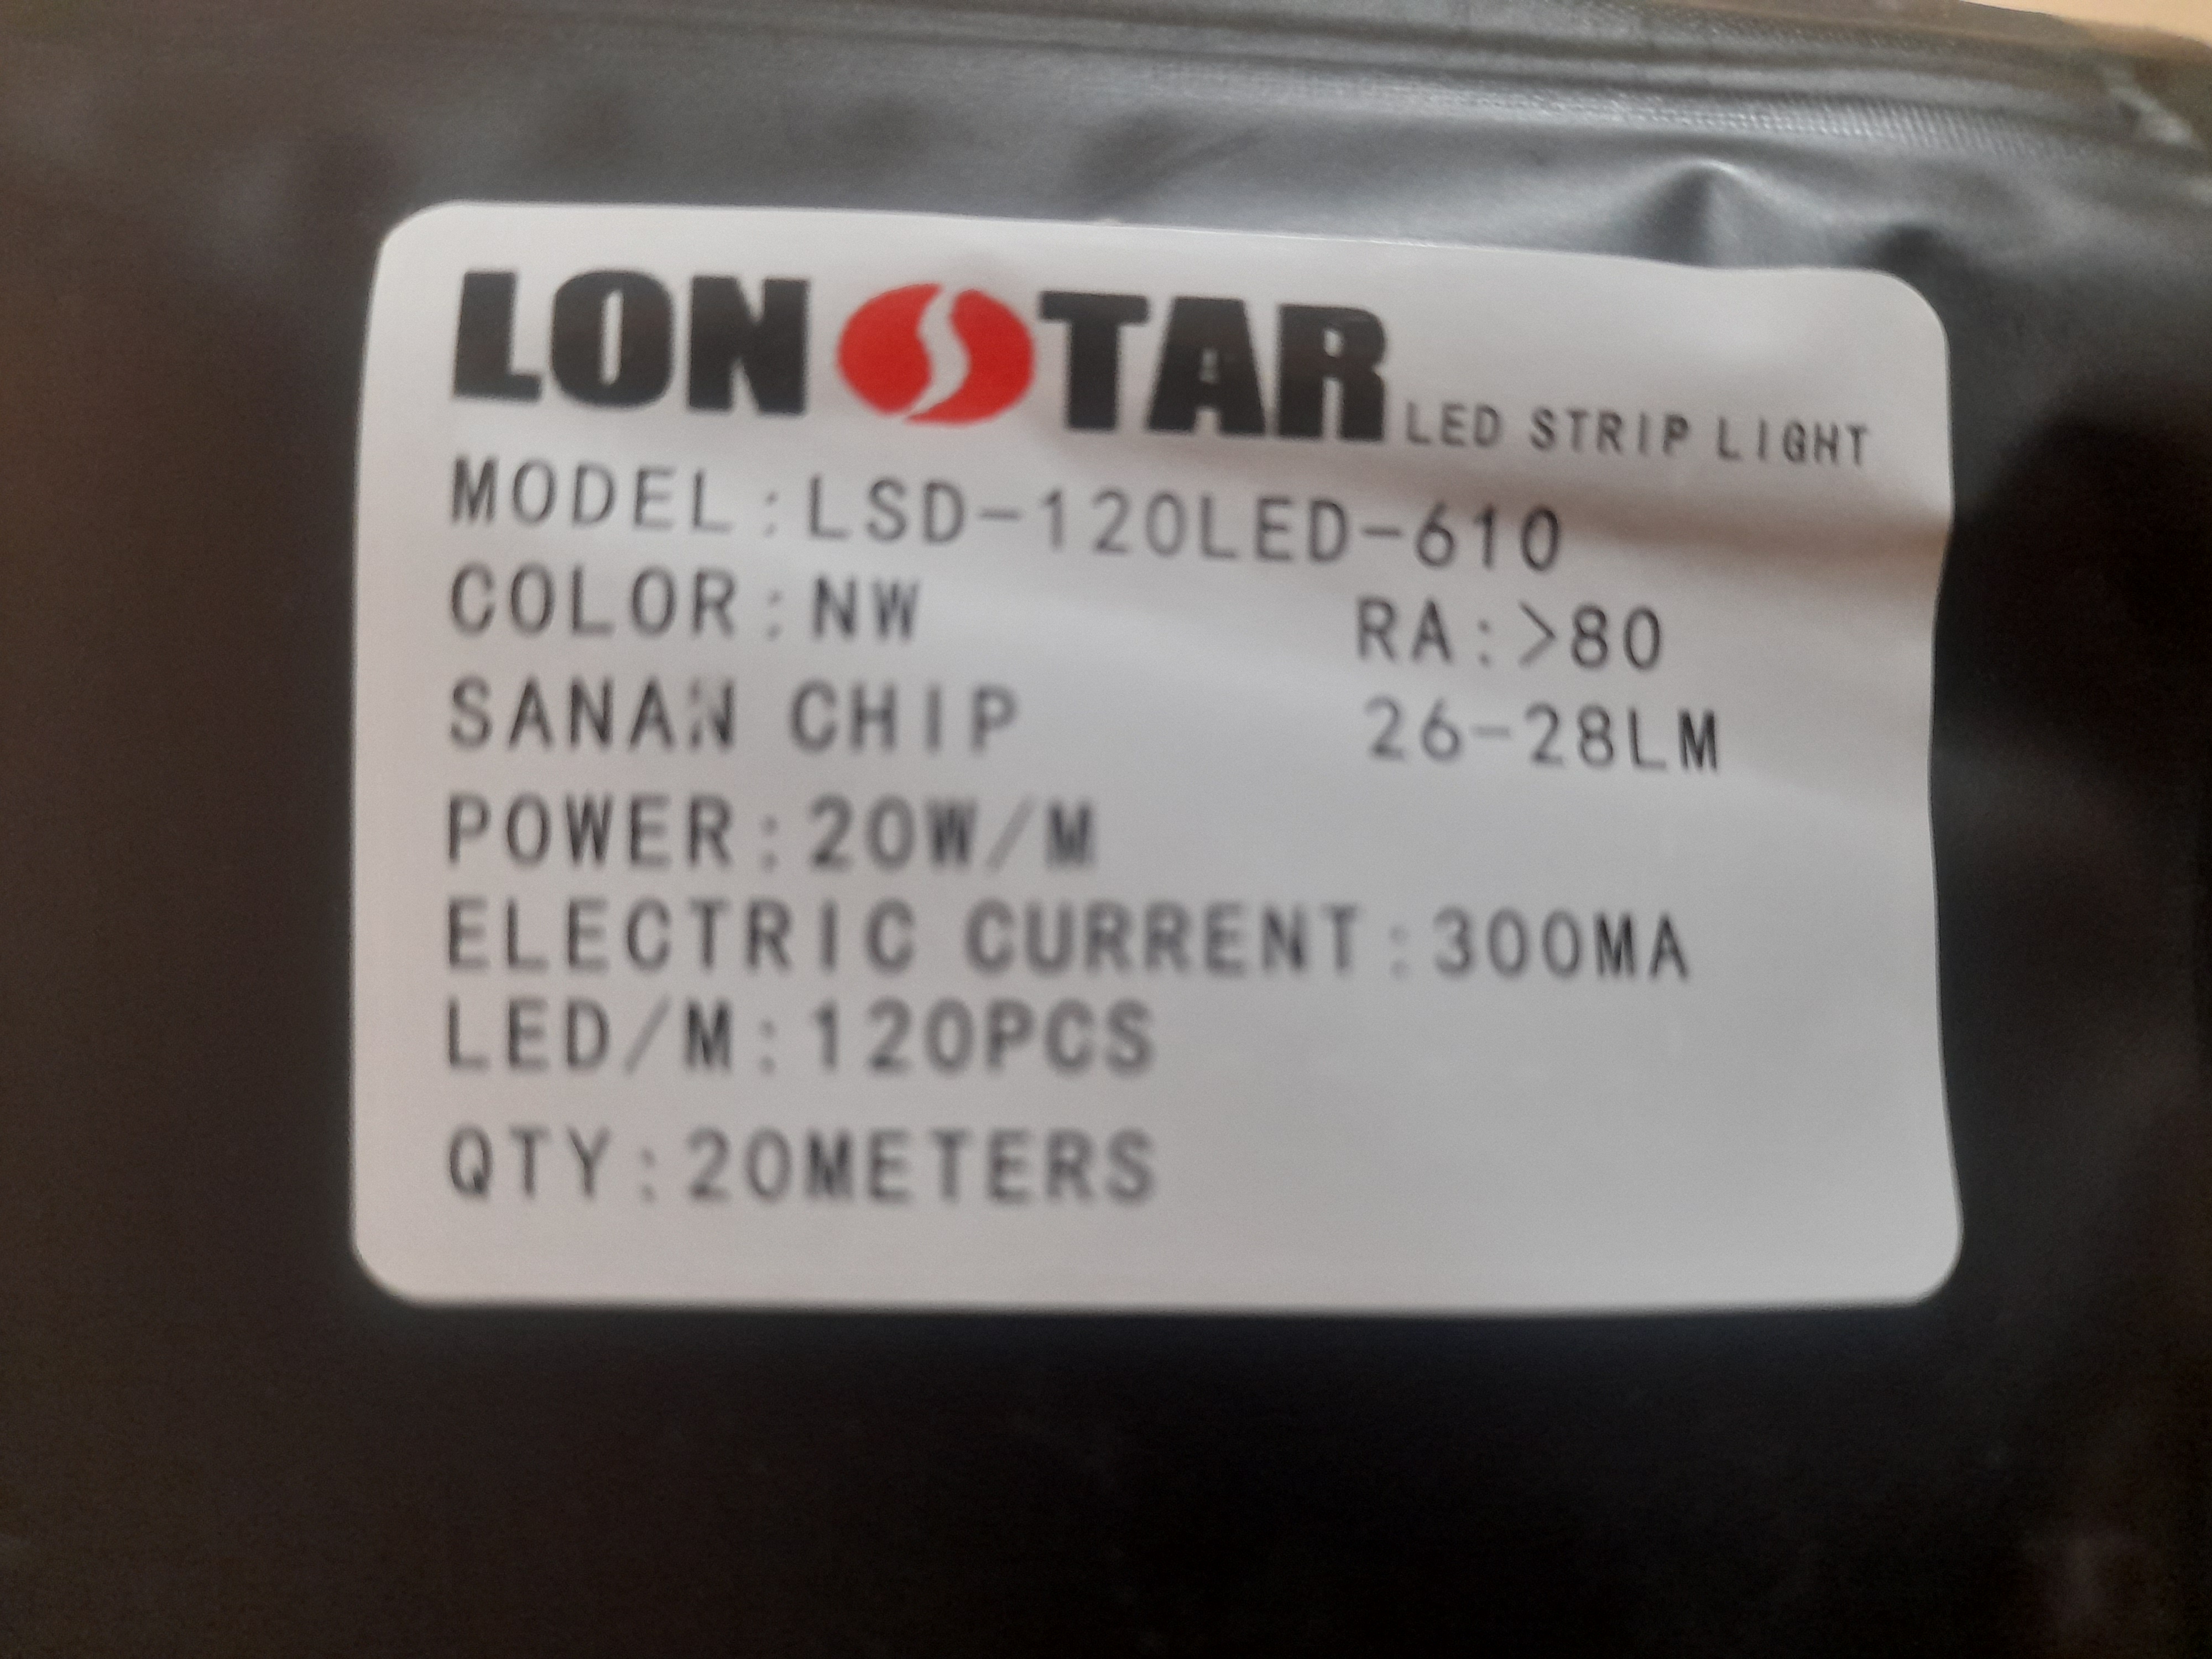 LONSTAR LED STRIP LIGHT
MODEL:LSD-120LED-610
COLOR:NW RA:>80
SANAN CHIP 26-28LM
POWER:20W/M
ELECTRIC CURRENT:300MA
LED/M:120PCS
QTY:20METERS